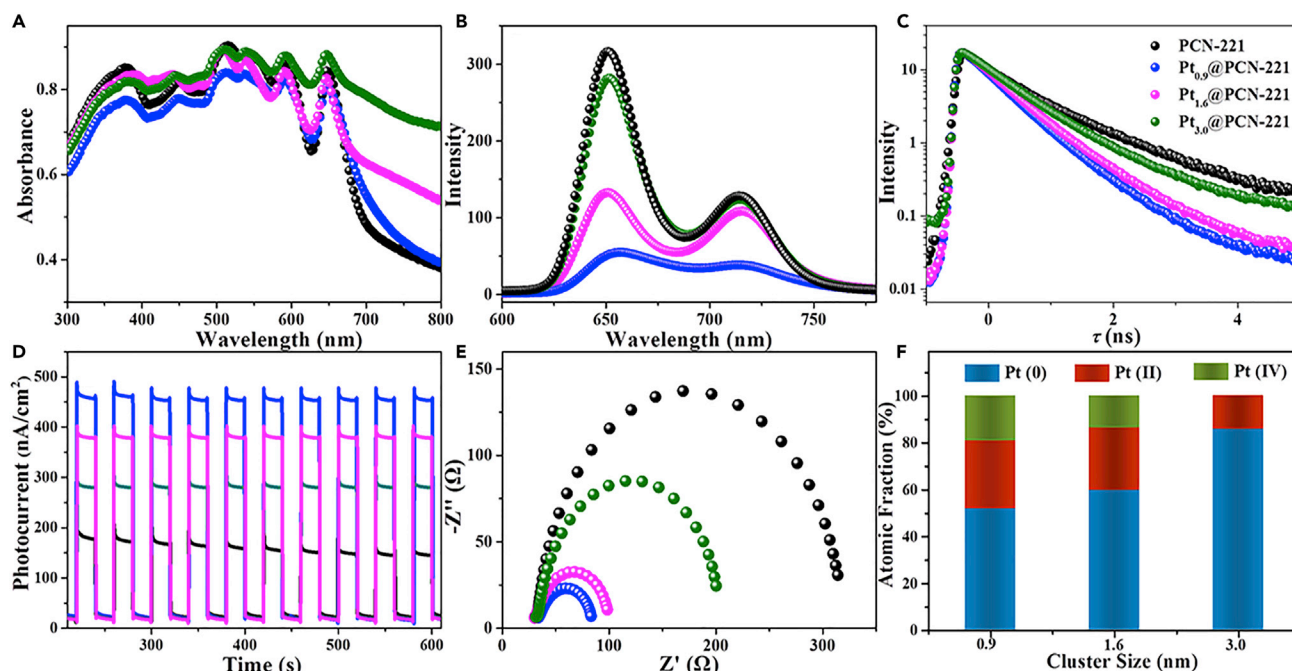 A
Absorbance
0.8
0.6
0.4
300 400 500 600 700 800
Wavelength (nm)
B
Intensity
300
200
100
0
600 650 700 750
Wavelength (nm)
C
Intensity
10
1
0.1
0.01
0 2 4
τ (ns)
PCN-221
Pt0.9@PCN-221
Pt1.6@PCN-221
Pt3.0@PCN-221
D
Photocurrent (nA/cm²)
500
400
300
200
100
0
300 400 500 600
Time (s)
E
-Z'' (Ω)
150
100
50
0
0 100 200 300
Z' (Ω)
F
Pt (0) Pt (II) Pt (IV)
Atomic Fraction (%)
100
80
60
40
20
0
0.9 1.6 3.0
Cluster Size (nm)